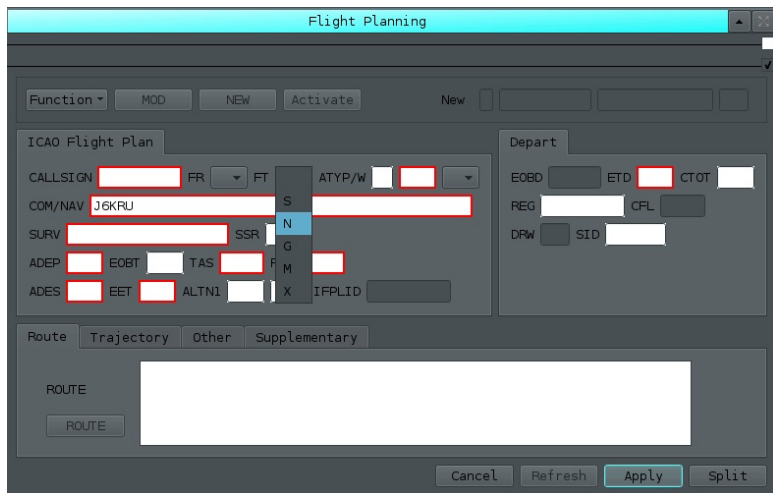 Flight Planning
Function MOD NEW Activate New
ICAO Flight Plan Depart
CALLSIGN FR FT ATYP/W EOBD ETD CTOT
COM/NAV J6KRU S REG CFL
SURV SSR N DRW SID
G
ADEP EOBT TAS M
ADES EET ALTN1 X IFPLID
Route Trajectory Other Supplementary
ROUTE
ROUTE
Cancel Refresh Apply Split